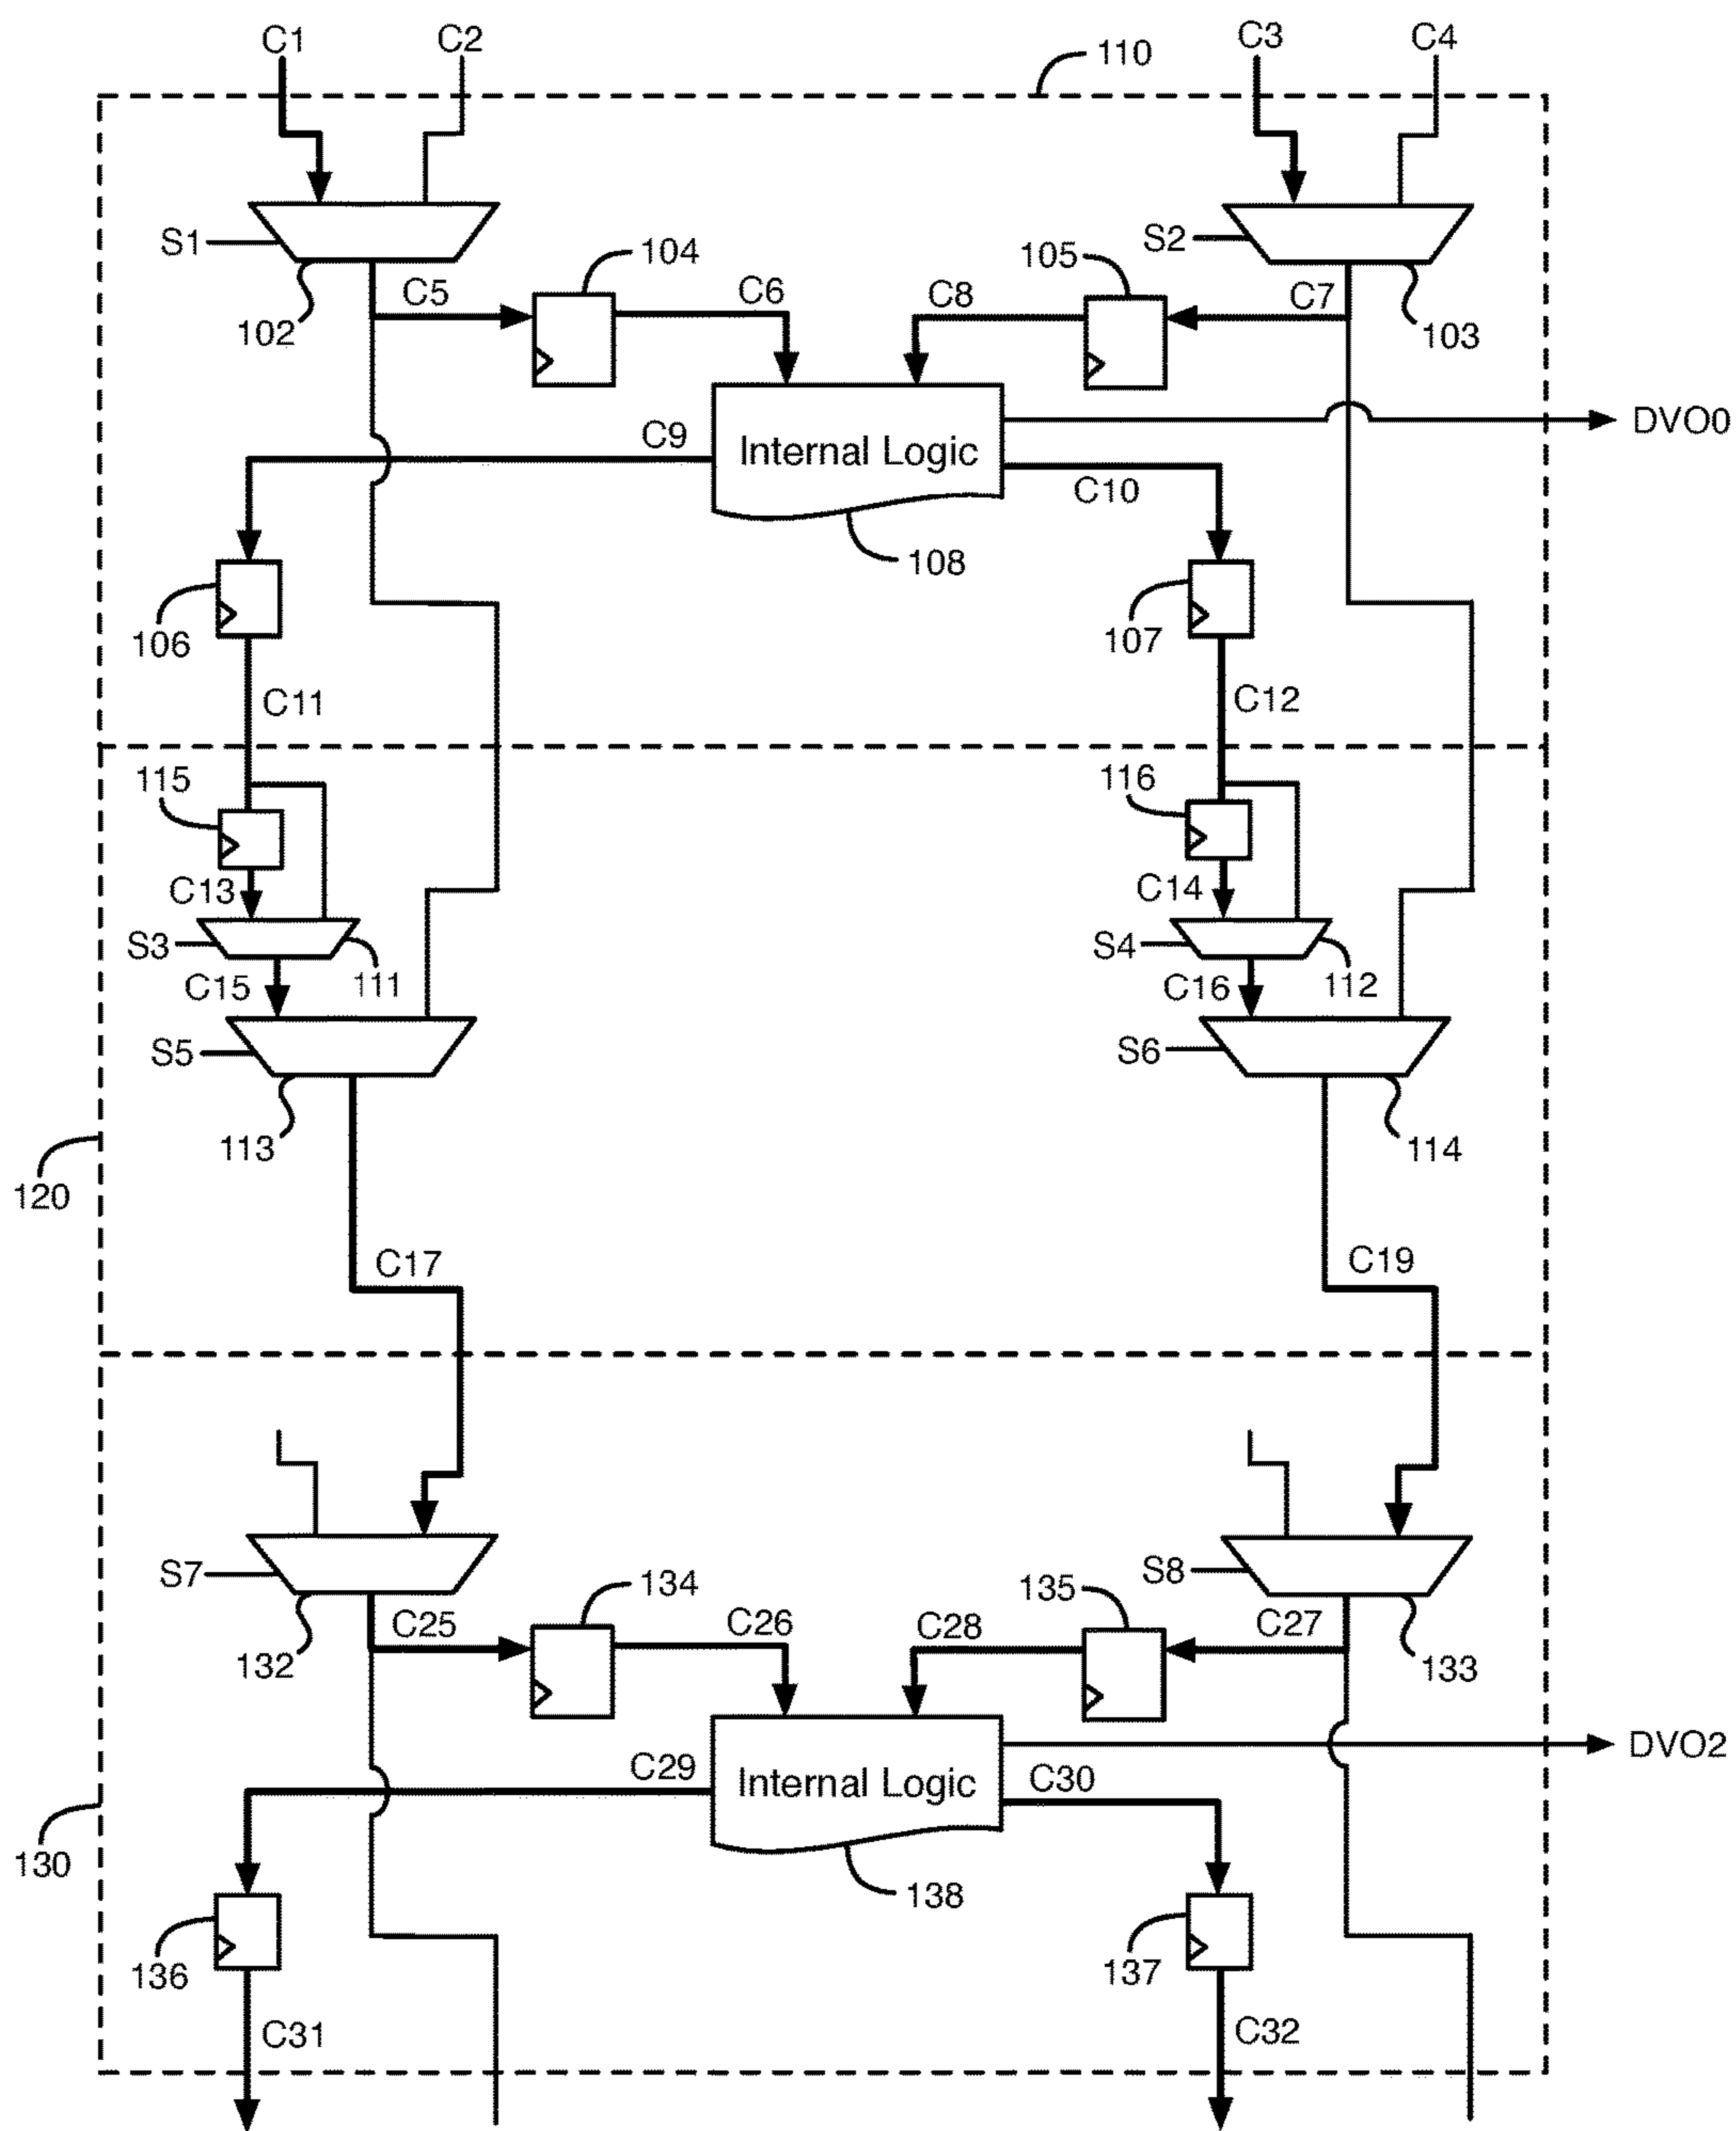 C1
C2
C3
C4
110
S1
S2
102
C5
104
C6
C8
105
C7
103
DVO0
C9
Internal Logic
C10
108
106
107
C11
C12
115
116
C13
C14
S3
111
S4
112
C15
C16
S5
S6
113
114
120
C17
C19
S7
S8
132
C25
134
C26
C28
135
C27
133
DVO2
C29
Internal Logic
C30
130
138
136
137
C31
C32